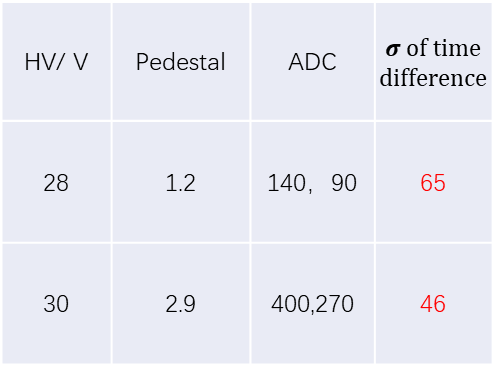 HV/ V Pedestal ADC σ of time difference
28 1.2 140, 90 65
30 2.9 400,270 46